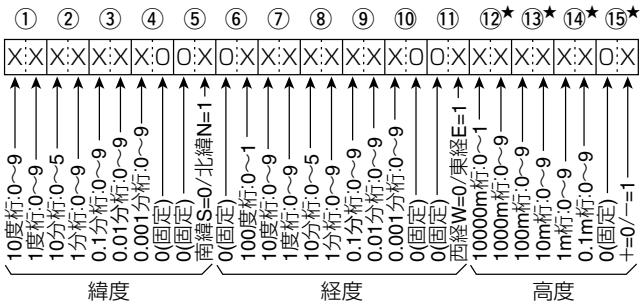 ① ② ③ ④ ⑤ ⑥ ⑦ ⑧ ⑨ ⑩ ⑪ ⑫★ ⑬★ ⑭★ ⑮★
X X X X X X X 0 0 X 0 X X X X X X X X 0 0 X X X X X X X 0 X
10度桁:0〜9
1度桁:0〜9
10分桁:0〜5
1分桁:0〜9
0.1分桁:0〜9
0.01分桁:0〜9
0.001分桁:0〜9
0(固定)
0(固定)
南緯S=0/北緯N=1
0(固定)
100度桁:0〜1
10度桁:0〜9
1度桁:0〜9
10分桁:0〜5
1分桁:0〜9
0.1分桁:0〜9
0.01分桁:0〜9
0.001分桁:0〜9
0(固定)
0(固定)
西経W=0/東経E=1
10000m桁:0〜1
1000m桁:0〜9
100m桁:0〜9
10m桁:0〜9
1m桁:0〜9
0.1m桁:0〜9
0(固定)
+=0/−=1
緯度 経度 高度